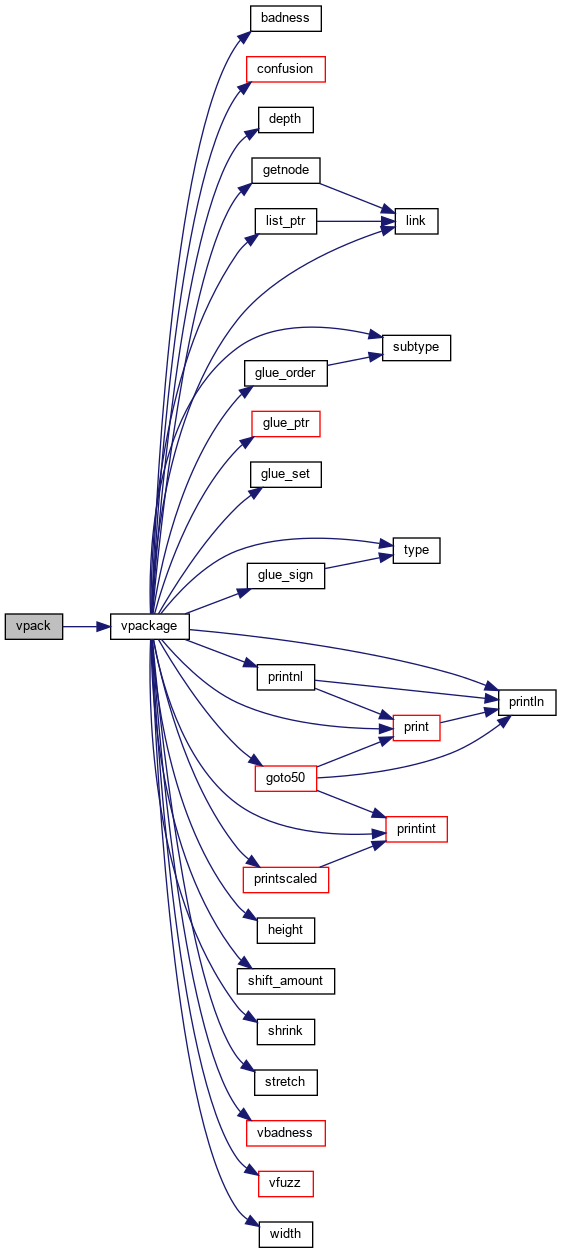 badness
confusion
depth
getnode
list_ptr
link
subtype
glue_order
glue_ptr
glue_set
type
glue_sign
vpack
vpackage
printnl
println
print
goto50
printint
printscaled
height
shift_amount
shrink
stretch
vbadness
vfuzz
width